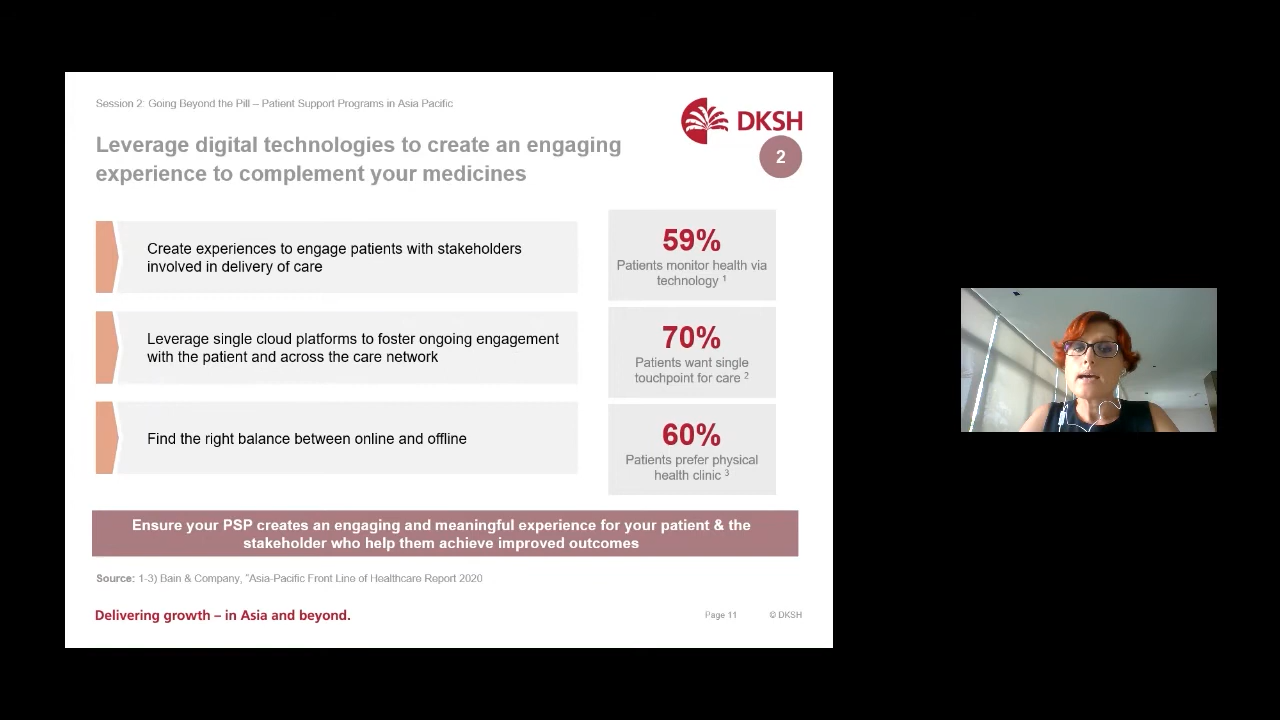 Session 2: Going Beyond the Pill – Patient Support Programs in Asia Pacific
DKSH
Leverage digital technologies to create an engaging
experience to complement your medicines
2
Create experiences to engage patients with stakeholders
involved in delivery of care
59%
Patients monitor health via
technology 1
Leverage single cloud platforms to foster ongoing engagement
with the patient and across the care network
70%
Patients want single
touchpoint for care 2
Find the right balance between online and offline
60%
Patients prefer physical
health clinic 3
Ensure your PSP creates an engaging and meaningful experience for your patient & the
stakeholder who help them achieve improved outcomes
Source: 1-3) Bain & Company, "Asia-Pacific Front Line of Healthcare Report 2020
Delivering growth – in Asia and beyond.
Page 11
© DKSH